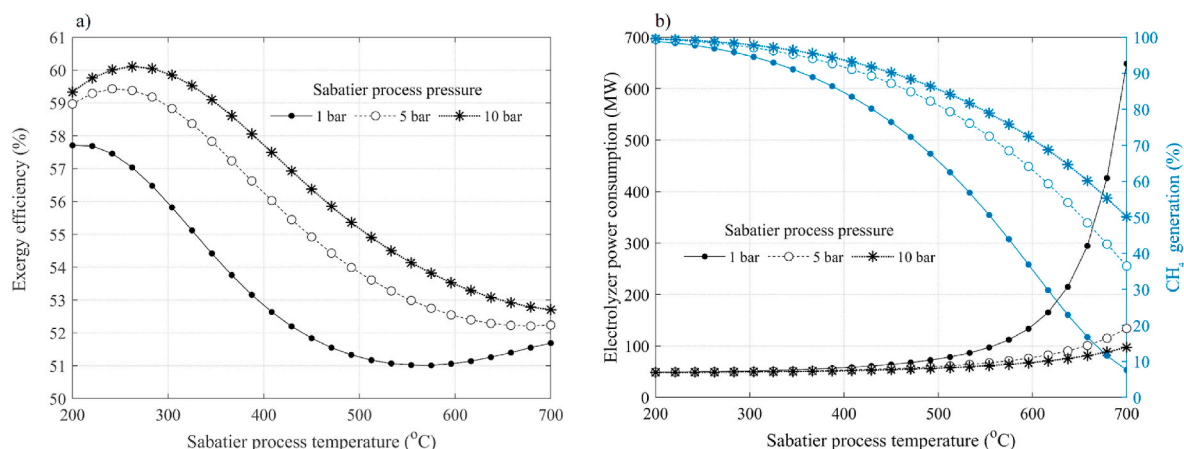 a)
61
60
59
58
57
56
55
54
53
52
51
50
Exergy efficiency (%)
Sabatier process pressure
1 bar 5 bar 10 bar
200 300 400 500 600 700
Sabatier process temperature (°C)
b)
700
600
500
400
300
200
100
0
Electrolyzer power consumption (MW)
Sabatier process pressure
1 bar 5 bar 10 bar
200 300 400 500 600 700
Sabatier process temperature (°C)
100
90
80
70
60
50
40
30
20
10
0
CH₄ generation (%)